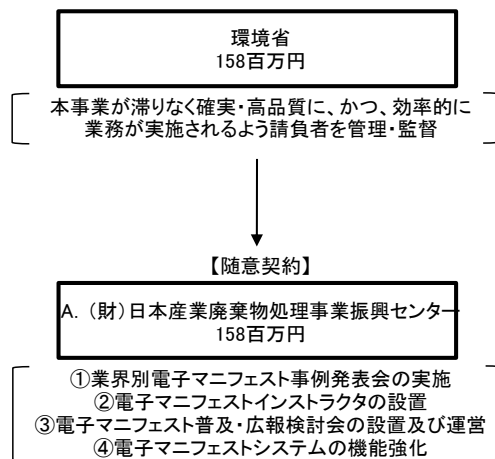 環境省
158百万円
本事業が滞りなく確実・高品質に、かつ、効率的に
業務が実施されるよう請負者を管理・監督
【随意契約】
A. （財）日本産業廃棄物処理事業振興センター
158百万円
①業界別電子マニフェスト事例発表会の実施
②電子マニフェストインストラクタの設置
③電子マニフェスト普及・広報検討会の設置及び運営
④電子マニフェストシステムの機能強化